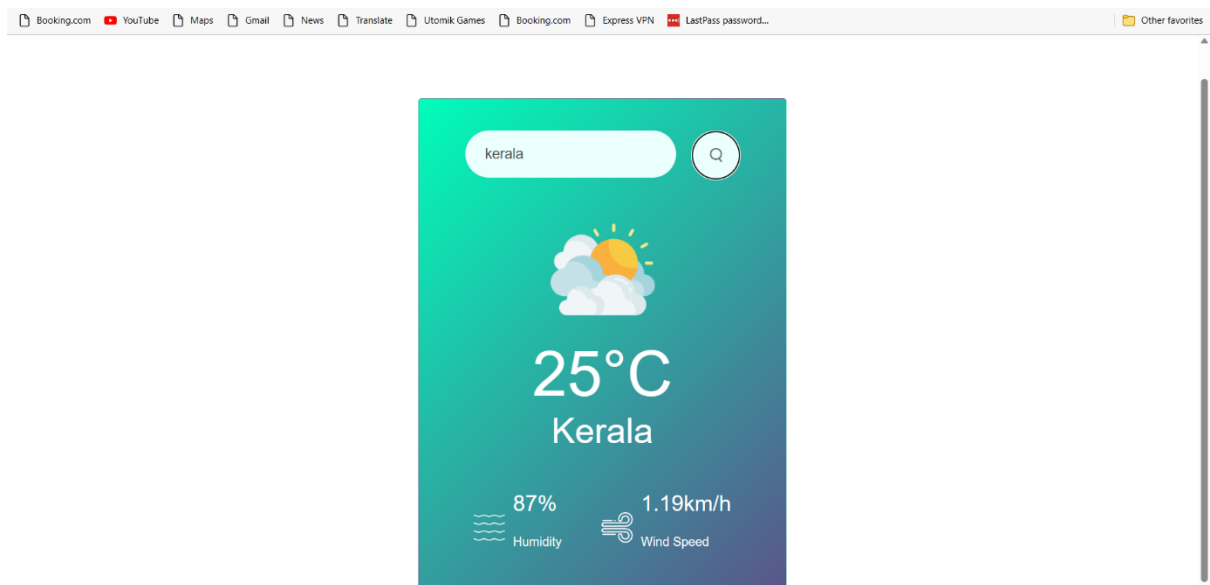 Booking.com YouTube Maps Gmail News Translate Utomik Games Booking.com Express VPN LastPass password... Other favorites
kerala
25°C
Kerala
87% 1.19km/h
Humidity Wind Speed